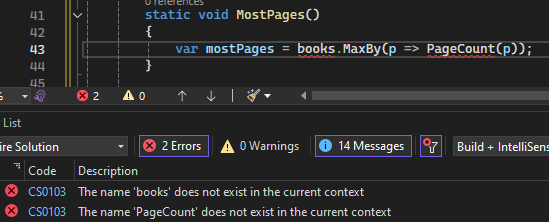 0 references
41 static void MostPages()
42 {
43 var mostPages = books.MaxBy(p => PageCount(p));
44 }
% 2 0
List
ire Solution 2 Errors 0 Warnings 14 Messages Build + IntelliSens
Code Description
CS0103 The name 'books' does not exist in the current context
CS0103 The name 'PageCount' does not exist in the current context